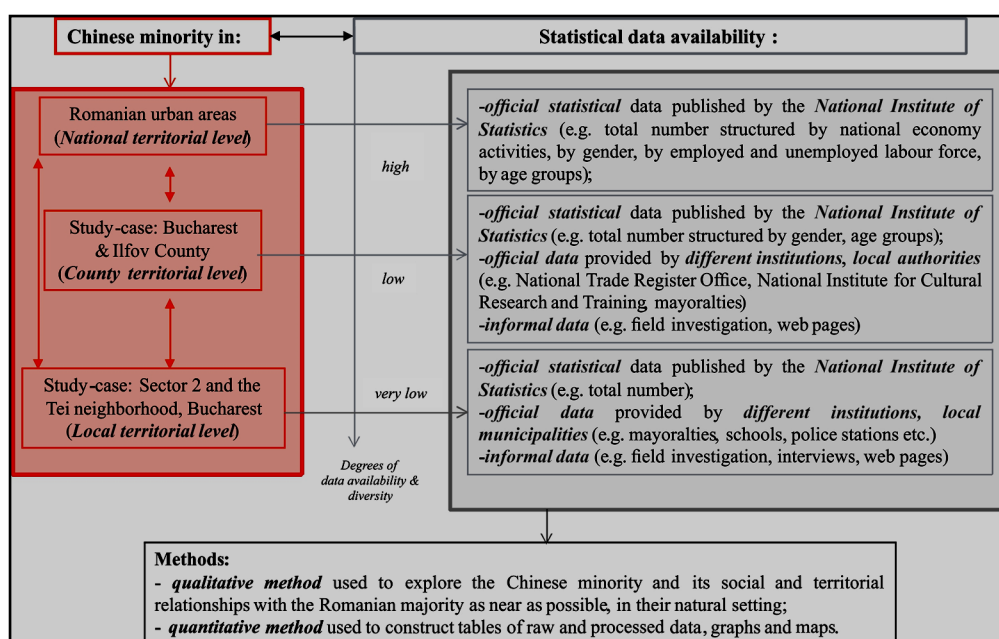 Chinese minority in:
Statistical data availability :
Romanian urban areas
(National territorial level)
Study-case: Bucharest
& Ilfov County
(County territorial level)
Study-case: Sector 2 and the
Tei neighborhood, Bucharest
(Local territorial level)
high
low
very low
Degrees of
data availability &
diversity
-official statistical data published by the National Institute of
Statistics (e.g. total number structured by national economy
activities, by gender, by employed and unemployed labour force,
by age groups);
-official statistical data published by the National Institute of
Statistics (e.g. total number structured by gender, age groups);
-official data provided by different institutions, local authorities
(e.g. National Trade Register Office, National Institute for Cultural
Research and Training, mayoralties)
-informal data (e.g. field investigation, web pages)
-official statistical data published by the National Institute of
Statistics (e.g. total number);
-official data provided by different institutions, local
municipalities (e.g. mayoralties, schools, police stations etc.)
-informal data (e.g. field investigation, interviews, web pages)
Methods:
- qualitative method used to explore the Chinese minority and its social and territorial
relationships with the Romanian majority as near as possible, in their natural setting;
- quantitative method used to construct tables of raw and processed data, graphs and maps.